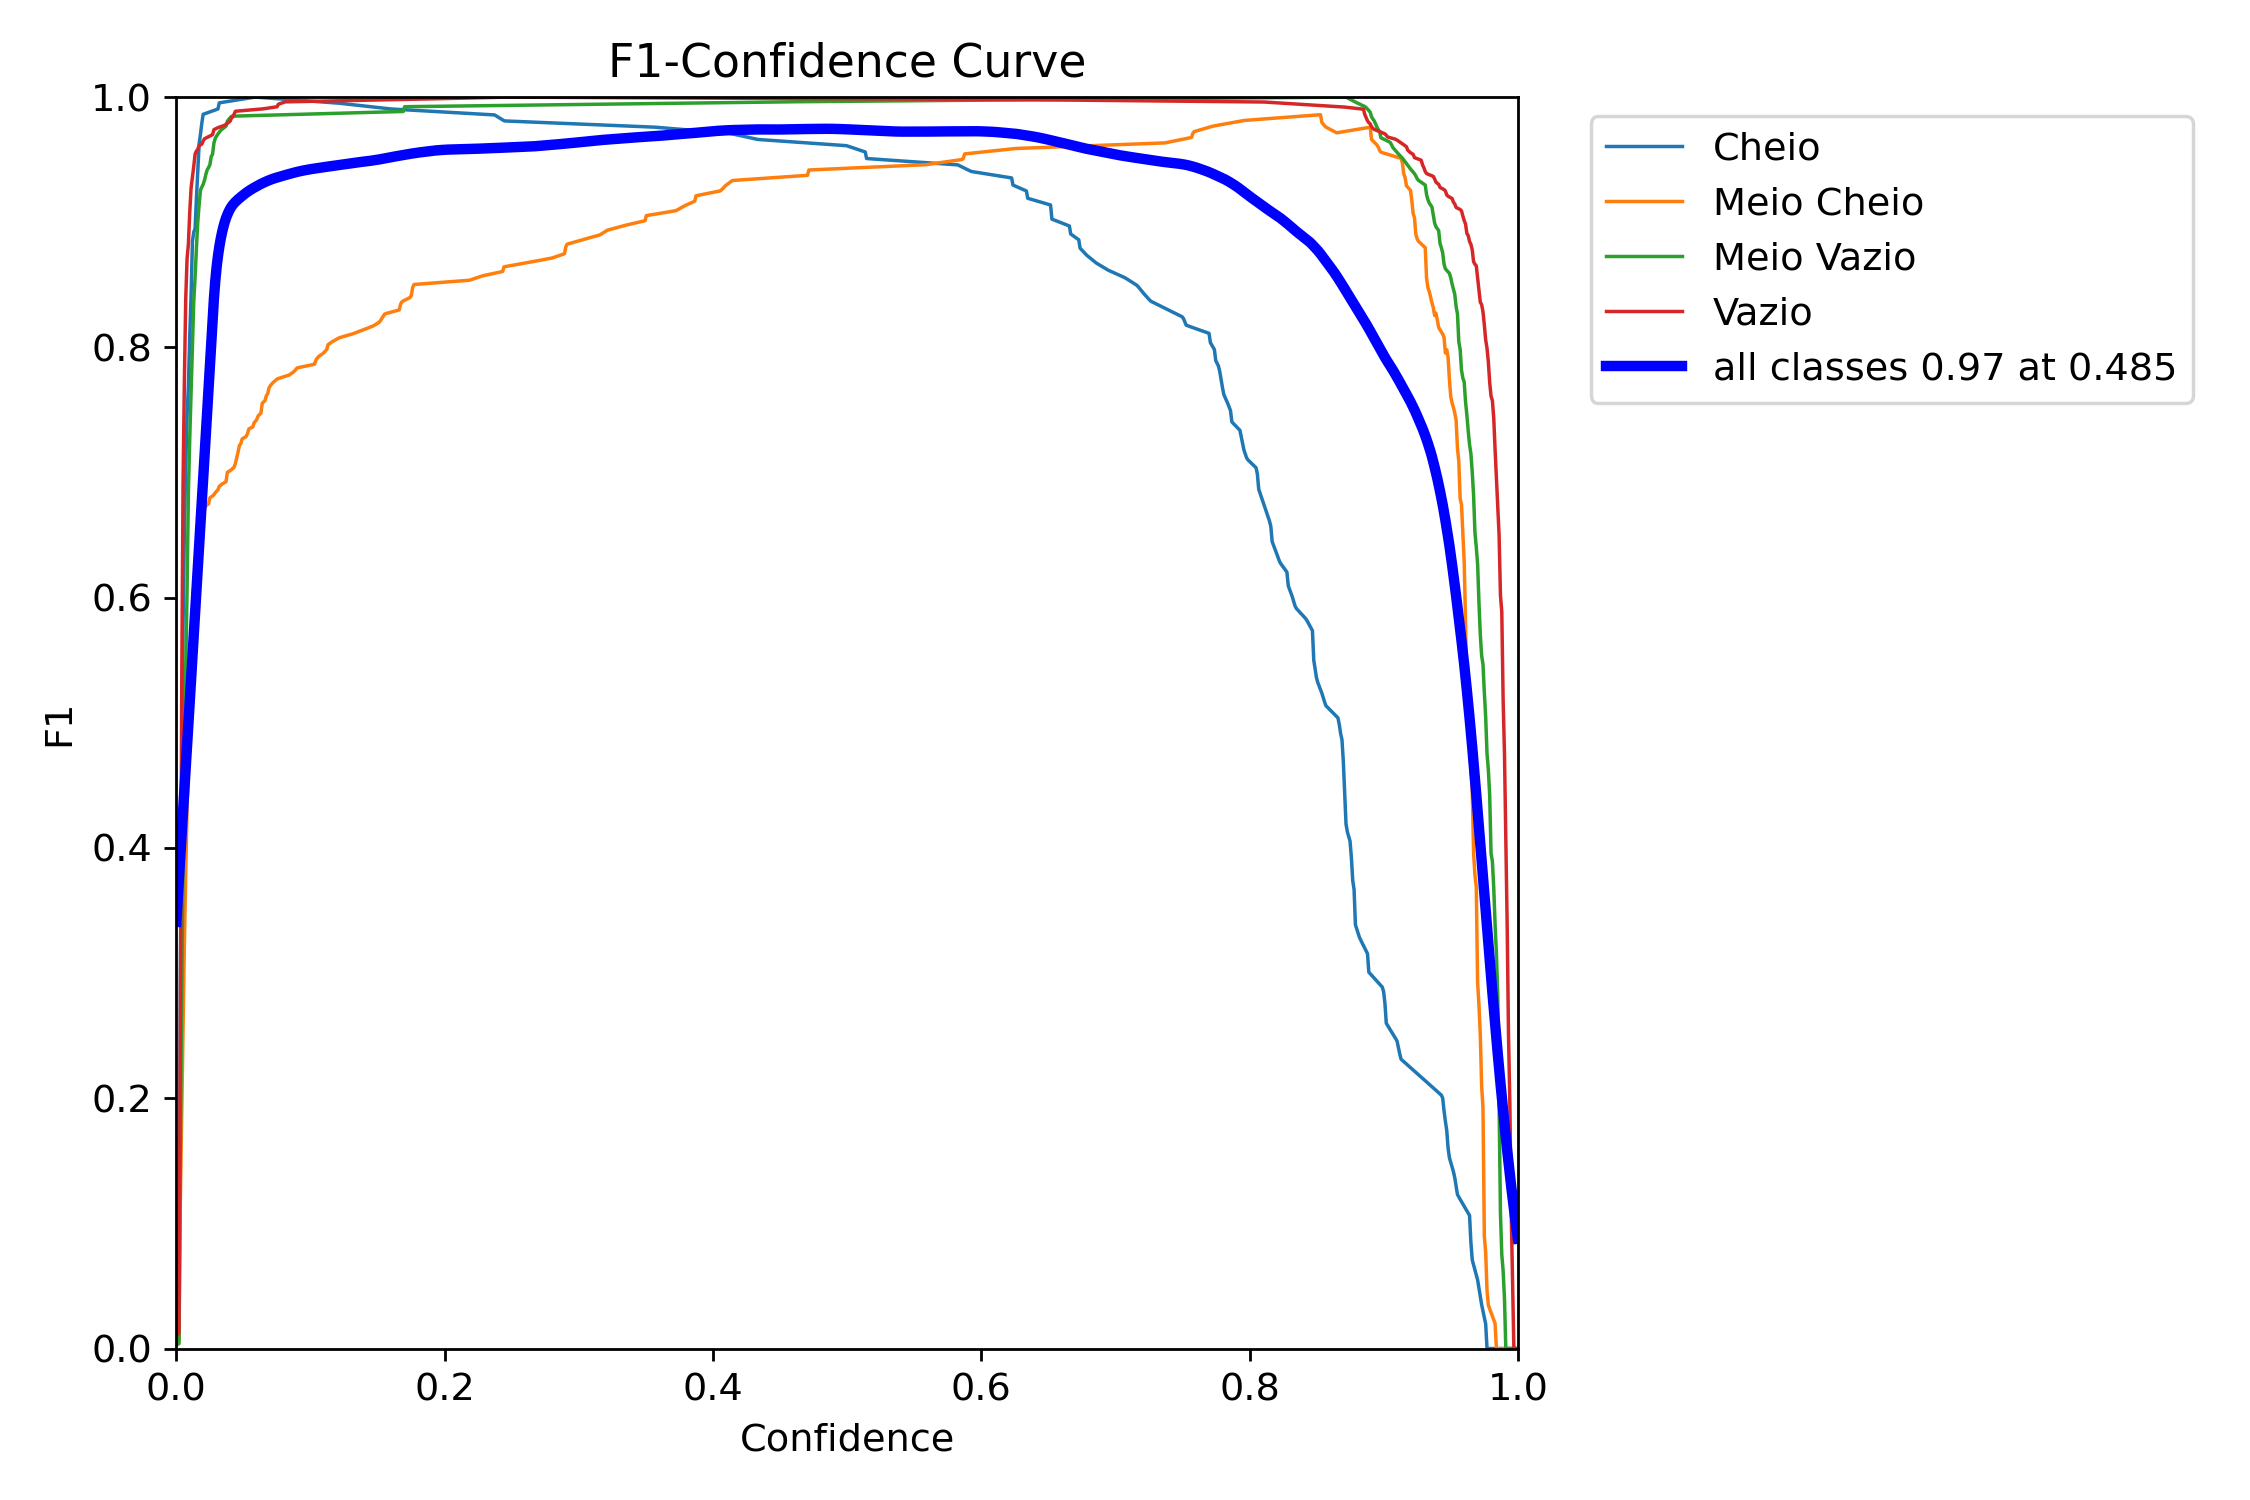 F1-Confidence Curve
1.0
0.8
0.6
0.4
0.2
0.0
F1
0.0 0.2 0.4 0.6 0.8 1.0
Confidence
Cheio
Meio Cheio
Meio Vazio
Vazio
all classes 0.97 at 0.485